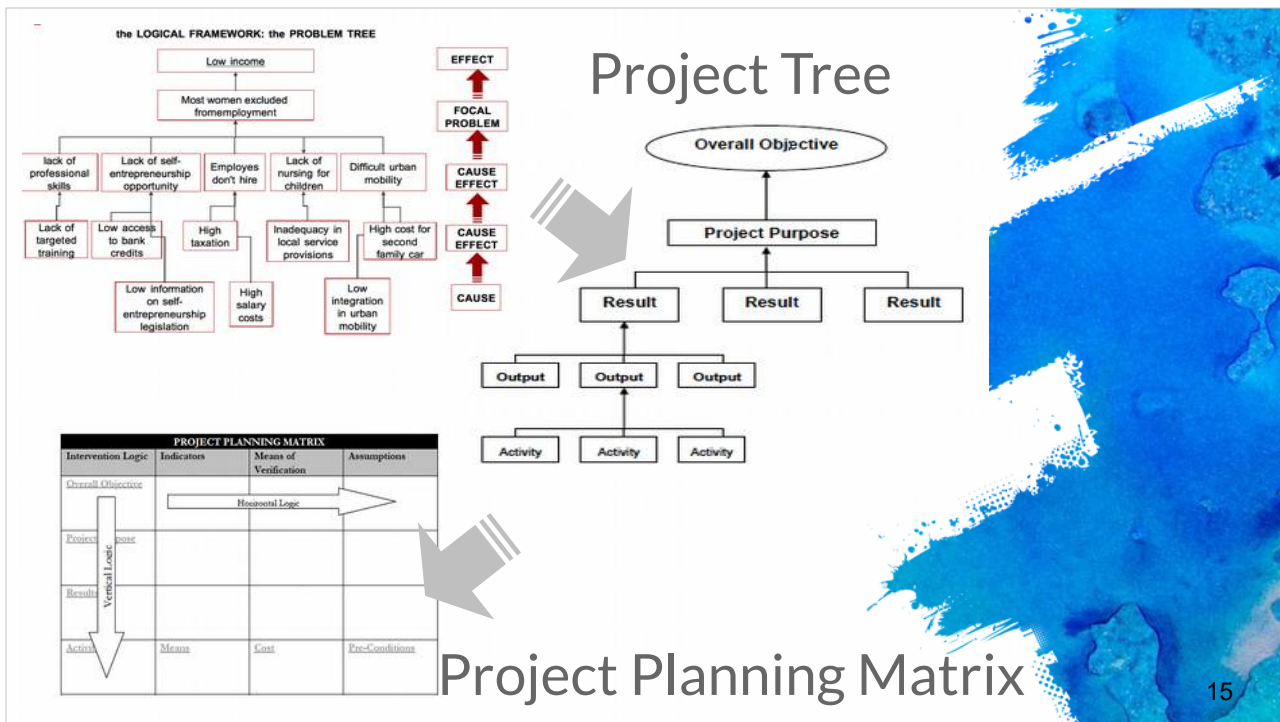 the LOGICAL FRAMEWORK: the PROBLEM TREE
Low income
Most women excluded
fromemployment
lack of
professional
skills
Lack of self-
entrepreneurship
opportunity
Employes
don't hire
Lack of
nursing for
children
Difficult urban
mobility
Lack of
targeted
training
Low access
to bank
credits
High
taxation
Inadequacy in
local service
provisions
High cost for
second
family car
Low information
on self-
entrepreneurship
legislation
High
salary
costs
Low
integration
in urban
mobility
EFFECT
FOCAL
PROBLEM
CAUSE
EFFECT
CAUSE
EFFECT
CAUSE
Project Tree
Overall Objective
Project Purpose
Result
Result
Result
Output
Output
Output
Activity
Activity
Activity
PROJECT PLANNING MATRIX
Intervention Logic
Indicators
Means of
Verification
Assumptions
Overall Objective
Horizontal Logic
Project
Vertical Logic
Results
Means
Cost
Pre-Conditions
Project Planning Matrix
15